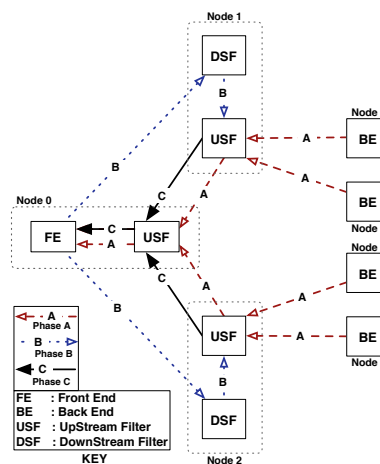 Node 1
DSF
B
Node
USF
A
BE
B
C
A
A
Node 0
BE
C
FE
A
USF
Node
A
BE
C
A
B
Node
A
USF
A
BE
Node
Phase A
B
Phase B
C
Phase C
B
DSF
FE : Front End
BE : Back End
USF : UpStream Filter
DSF : DownStream Filter
KEY
Node 2